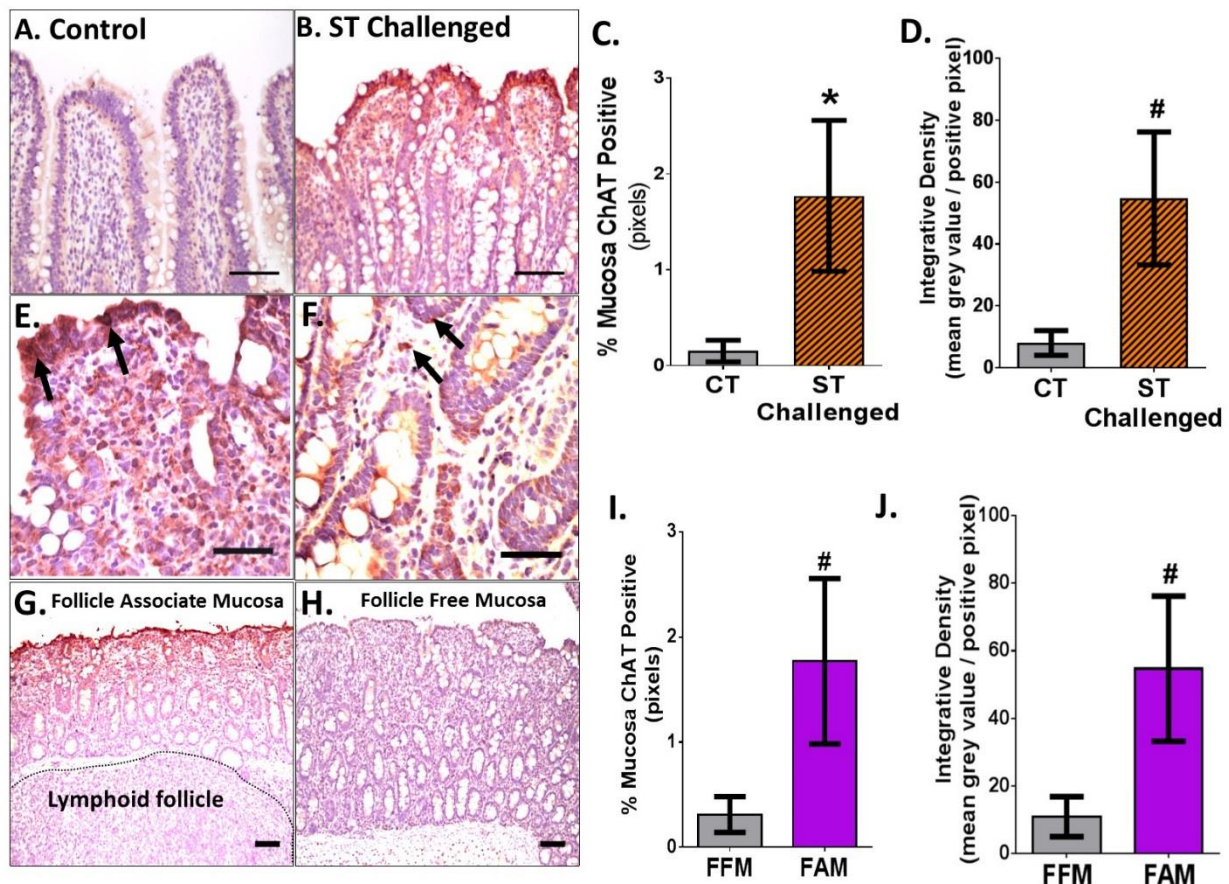 A. Control
B. ST Challenged
C.
% Mucosa ChAT Positive
(pixels)
3
2
1
0
*
CT
ST
Challenged
D.
Integrative Density
(mean grey value / positive pixel)
100
80
60
40
20
0
#
CT
ST
Challenged
E.
F.
G. Follicle Associate Mucosa
Lymphoid follicle
H. Follicle Free Mucosa
I.
% Mucosa ChAT Positive
(pixels)
3
2
1
0
#
FFM
FAM
J.
Integrative Density
(mean grey value / positive pixel)
100
80
60
40
20
0
#
FFM
FAM